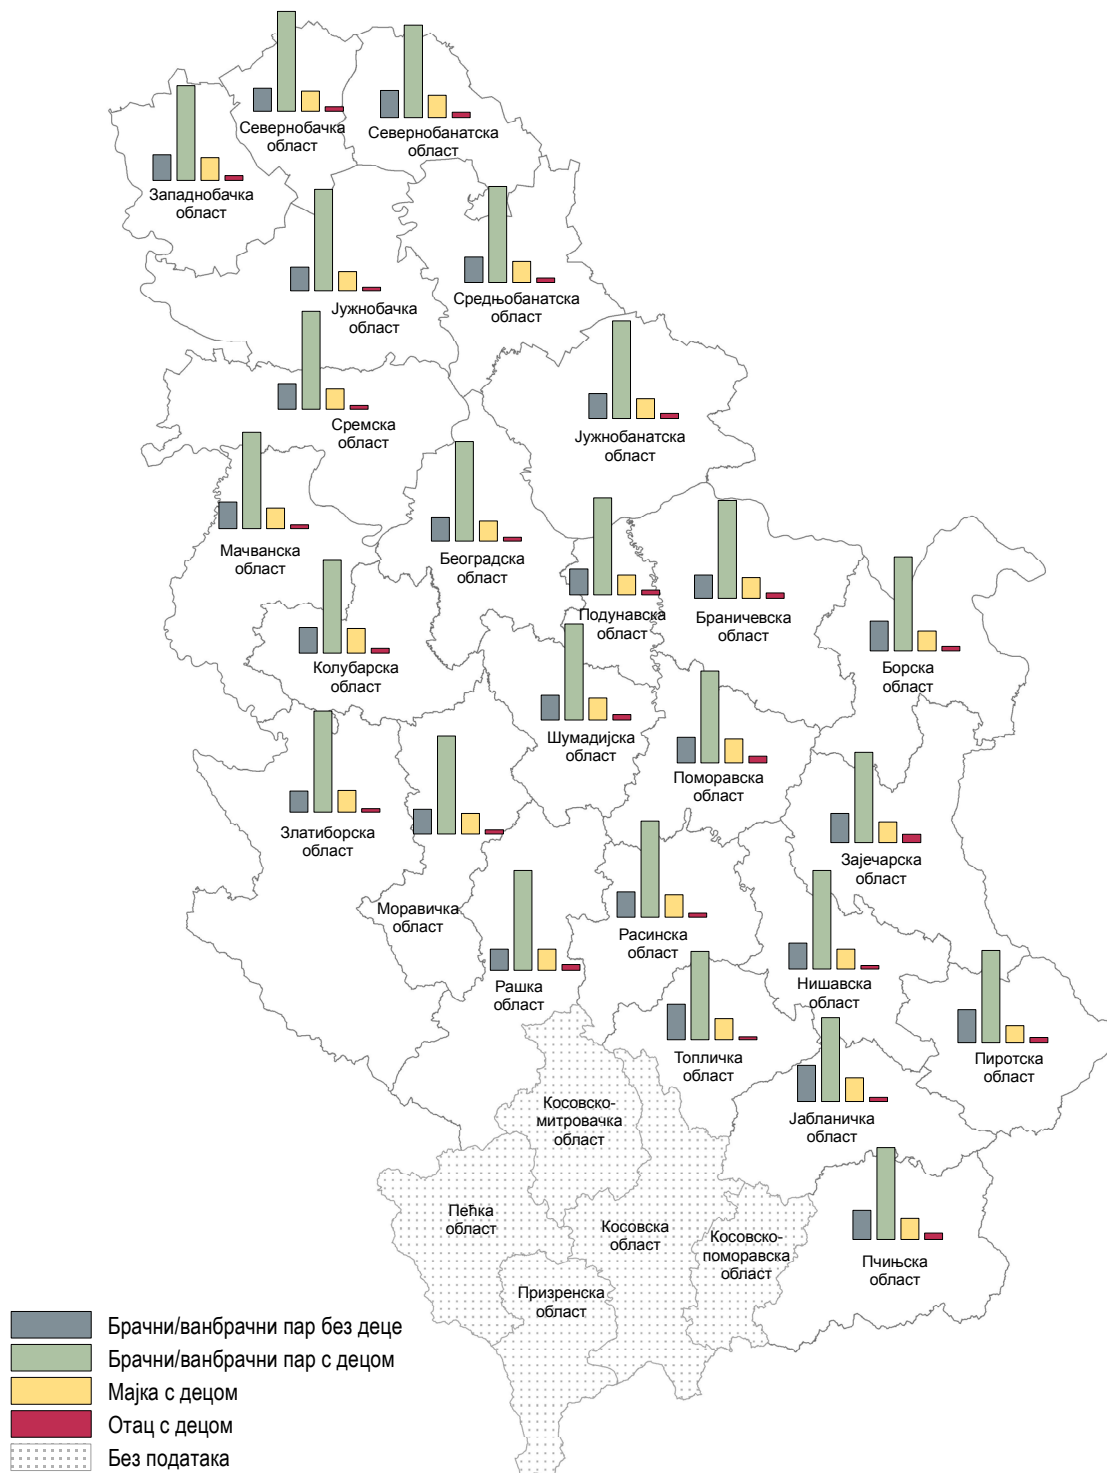 Севернобачка
област
Севернобанатска
област
Западнобачка
област
Јужнобачка
област
Средњобанатска
област
Сремска
област
Јужнобанатска
област
Мачванска
област
Београдска
област
Подунавска
област
Браничевска
област
Колубарска
област
Борска
област
Шумадијска
област
Поморавска
област
Златиборска
област
Зајечарска
област
Моравичка
област
Расинска
област
Рашка
област
Нишавска
област
Топличка
област
Пиротска
област
Јабланичка
област
Косовско-
митровачка
област
Пећка
област
Косовска
област
Косовско-
поморавска
област
Пчињска
област
Призренска
област
Брачни/ванбрачни пар без деце
Брачни/ванбрачни пар с децом
Мајка с децом
Отац с децом
Без података